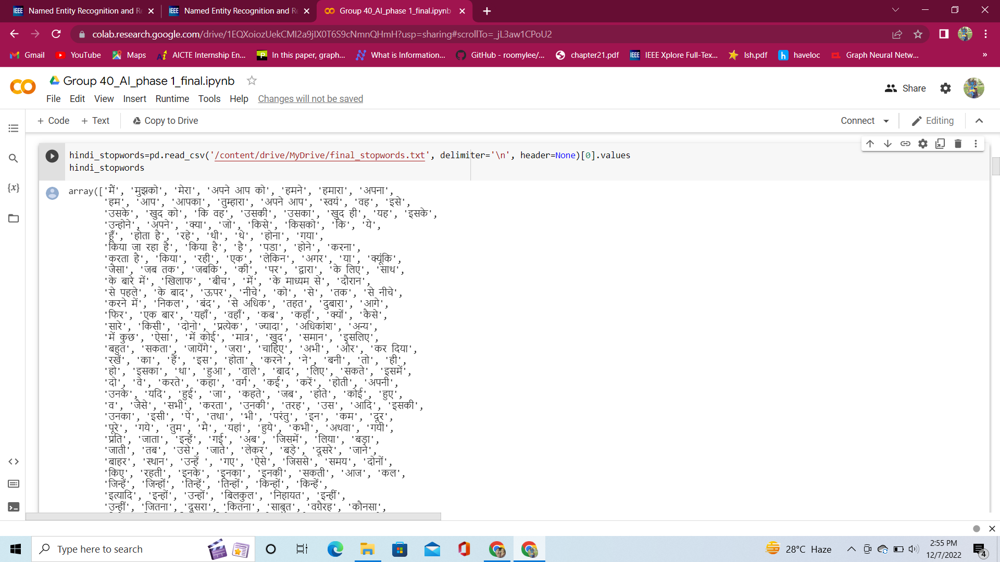 Named Entity Recognition and Re
Named Entity Recognition and Re
Group 40_AI_phase 1_final.ipynb
colab.research.google.com/drive/1EQXoiozUekCMI2a9jIX0T6S9cNmnQHmH?usp=sharing#scrollTo=_jL3aw1CPoU2
Gmail YouTube Maps AICTE Internship En... In this paper, graph... What is Information... GitHub - roomylee/... chapter21.pdf IEEE Xplore Full-Tex... lsh.pdf haveloc Graph Neural Netw... »
Group 40_AI_phase 1_final.ipynb
Share
File Edit View Insert Runtime Tools Help Changes will not be saved
+ Code + Text Copy to Drive Connect Editing
hindi_stopwords=pd.read_csv('/content/drive/MyDrive/final_stopwords.txt', delimiter='\n', header=None)[0].values
hindi_stopwords
array(['मैं', 'मुझको', 'मेरा', 'अपने आप को', 'हमने', 'हमारा', 'अपना',
'हम', 'आप', 'आपका', 'तुम्हारा', 'अपने आप', 'स्वयं', 'वह', 'इसे',
'उसके', 'खुद को', 'कि वह', 'उसकी', 'उसका', 'खुद ही', 'यह', 'इसके',
'उन्होने', 'अपने', 'क्या', 'जो', 'किसे', 'किसको', 'कि', 'ये',
'हूँ', 'होता है', 'रहे', 'थी', 'थे', 'होना', 'गया',
'किया जा रहा है', 'किया है', 'है', 'पडा', 'होने', 'करना',
'करता है', 'किया', 'रही', 'एक', 'लेकिन', 'अगर', 'या', 'क्यूंकि',
'जैसा', 'जब तक', 'जबकि', 'की', 'पर', 'द्वारा', 'के लिए', 'साथ',
'के बारे में', 'खिलाफ', 'बीच', 'में', 'के माध्यम से', 'दौरान',
'से पहले', 'के बाद', 'ऊपर', 'नीचे', 'को', 'से', 'तक', 'से नीचे',
'करने में', 'निकल', 'बंद', 'से अधिक', 'तहत', 'दुबारा', 'आगे',
'फिर', 'एक बार', 'यहाँ', 'वहाँ', 'कब', 'कहाँ', 'क्यों', 'कैसे',
'सारे', 'किसी', 'दोनो', 'प्रत्येक', 'ज्यादा', 'अधिकांश', 'अन्य',
'में कुछ', 'ऐसा', 'में कोई', 'मात्र', 'खुद', 'समान', 'इसलिए',
'बहुत', 'सकता', 'जायेंगे', 'जरा', 'चाहिए', 'अभी', 'और', 'कर दिया',
'रखें', 'का', 'हैं', 'इस', 'होता', 'करने', 'ने', 'बनी', 'तो', 'ही',
'हो', 'इसका', 'था', 'हुआ', 'वाले', 'बाद', 'लिए', 'सकते', 'इसमें',
'दो', 'वे', 'करते', 'कहा', 'वर्ग', 'कई', 'करें', 'होती', 'अपनी',
'उनके', 'यदि', 'हुई', 'जा', 'कहते', 'जब', 'होते', 'कोई', 'हुए',
'व', 'जैसे', 'सभी', 'करता', 'उनकी', 'तरह', 'उस', 'आदि', 'इसकी',
'उनका', 'इसी', 'पे', 'तथा', 'भी', 'परंतु', 'इन', 'कम', 'दूर',
'पूरे', 'गये', 'तुम', 'मै', 'यहां', 'हुये', 'कभी', 'अथवा', 'गयी',
'प्रति', 'जाता', 'इन्हें', 'गई', 'अब', 'जिसमें', 'लिया', 'बड़ा',
'जाती', 'तब', 'उसे', 'जाते', 'लेकर', 'बड़े', 'दूसरे', 'जाने',
'बाहर', 'स्थान', 'उन्हें ', 'गए', 'ऐसे', 'जिससे', 'समय', 'दोनों',
'किए', 'रहती', 'इनके', 'इनका', 'इनकी', 'सकती', 'आज', 'कल',
'जिन्हें', 'जिन्हों', 'तिन्हें', 'तिन्हों', 'किन्हों', 'किन्हें',
'इत्यादि', 'इन्हों', 'उन्हों', 'बिलकुल', 'निहायत', 'इन्हीं',
'उन्हीं', 'जितना', 'दूसरा', 'कितना', 'साबुत', 'वग़ैरह', 'कौनसा',
Type here to search
28°C Haze
2:55 PM
12/7/2022
4